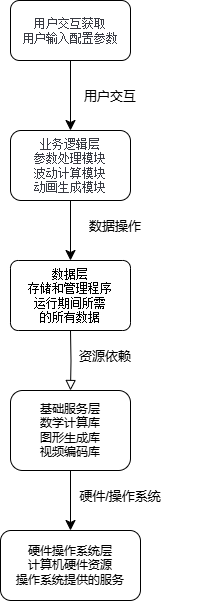 用户交互获取
用户输入配置参数
用户交互
业务逻辑层
参数处理模块
波动计算模块
动画生成模块
数据操作
数据层
存储和管理程序
运行期间所需
的所有数据
资源依赖
基础服务层
数学计算库
图形生成库
视频编码库
硬件/操作系统
硬件操作系统层
计算机硬件资源
操作系统提供的服务